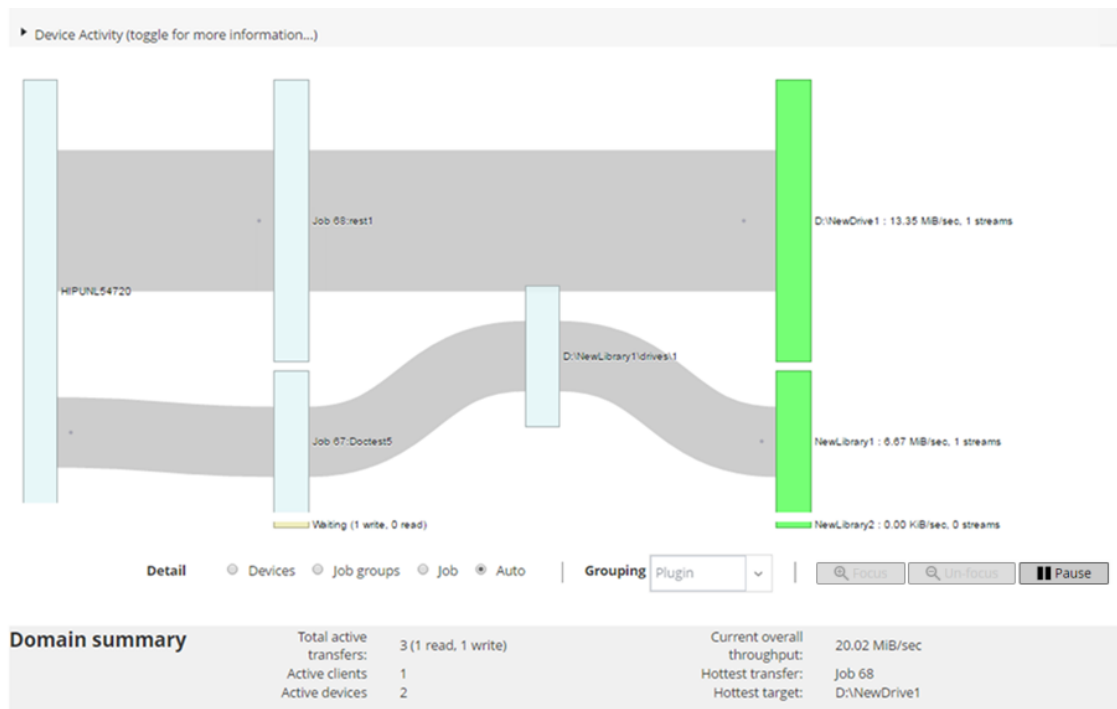 Device Activity (toggle for more information...)
Job 68:rest1
D:\NewDrive1 : 13.35 MiB/sec, 1 streams
HIPUNL54720
D:\NewLibrary1\drives\1
Job 67:Doctest5
NewLibrary1 : 6.67 MiB/sec, 1 streams
Waiting (1 write, 0 read)
NewLibrary2 : 0.00 KiB/sec, 0 streams
Detail Devices Job groups Job Auto | Grouping Plugin | Focus Un-focus Pause
Domain summary
Total active transfers: 3 (1 read, 1 write)
Active clients 1
Active devices 2
Current overall throughput: 20.02 MiB/sec
Hottest transfer: Job 68
Hottest target: D:\NewDrive1